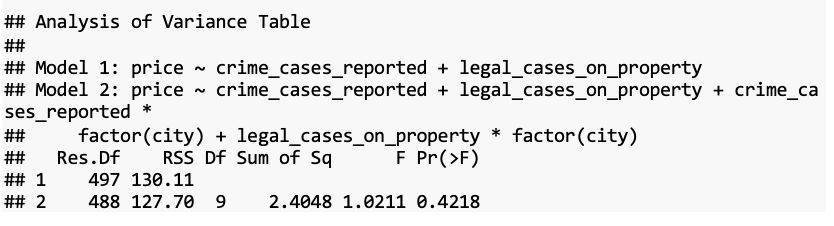 ## Analysis of Variance Table
##
## Model 1: price ~ crime_cases_reported + legal_cases_on_property
## Model 2: price ~ crime_cases_reported + legal_cases_on_property + crime_ca
ses_reported *
##     factor(city) + legal_cases_on_property * factor(city)
##   Res.Df    RSS Df Sum of Sq      F Pr(>F)
## 1    497 130.11
## 2    488 127.70  9    2.4048 1.0211 0.4218